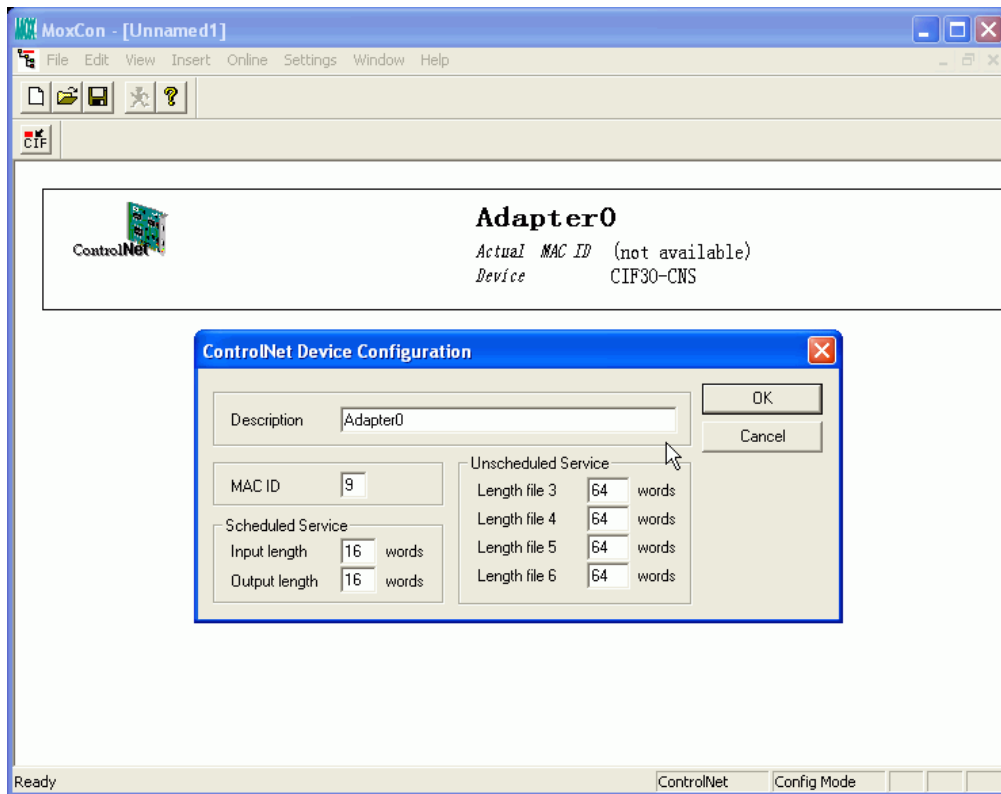 MoxCon - [Unnamed1]
File Edit View Insert Online Settings Window Help
CIF
ControlNet
Adapter0
Actual MAC ID (not available)
Device CIF30-CNS
ControlNet Device Configuration
Description Adapter0
OK
Cancel
MAC ID 9
Scheduled Service
Input length 16 words
Output length 16 words
Unscheduled Service
Length file 3 64 words
Length file 4 64 words
Length file 5 64 words
Length file 6 64 words
Ready ControlNet Config Mode